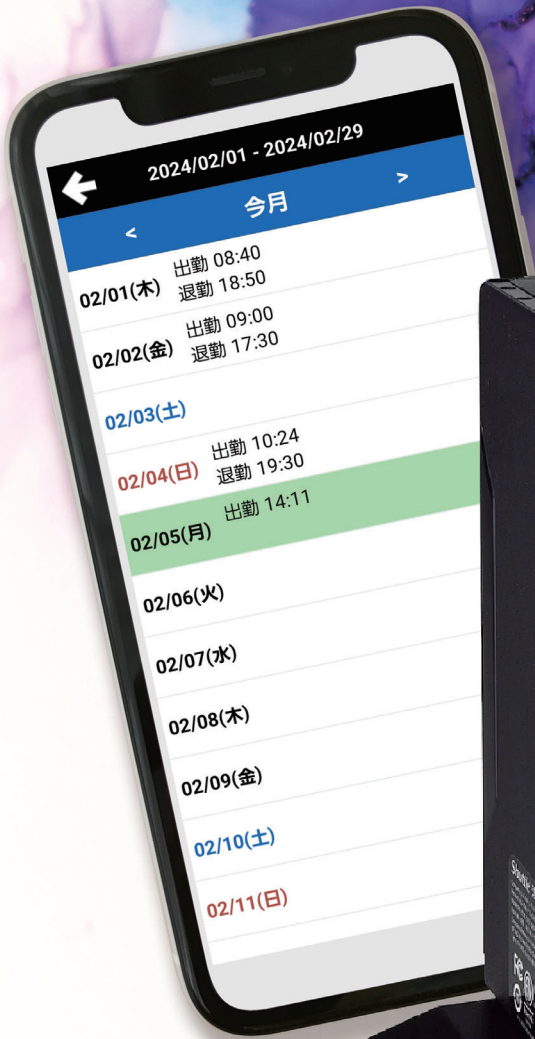 2024/02/01 - 2024/02/29
< 今月 >
02/01(木) 出勤 08:40
退勤 18:50
02/02(金) 出勤 09:00
退勤 17:30
02/03(土)
02/04(日) 出勤 10:24
退勤 19:30
02/05(月) 出勤 14:11
02/06(火)
02/07(水)
02/08(木)
02/09(金)
02/10(土)
02/11(日)
Shuttle
FC